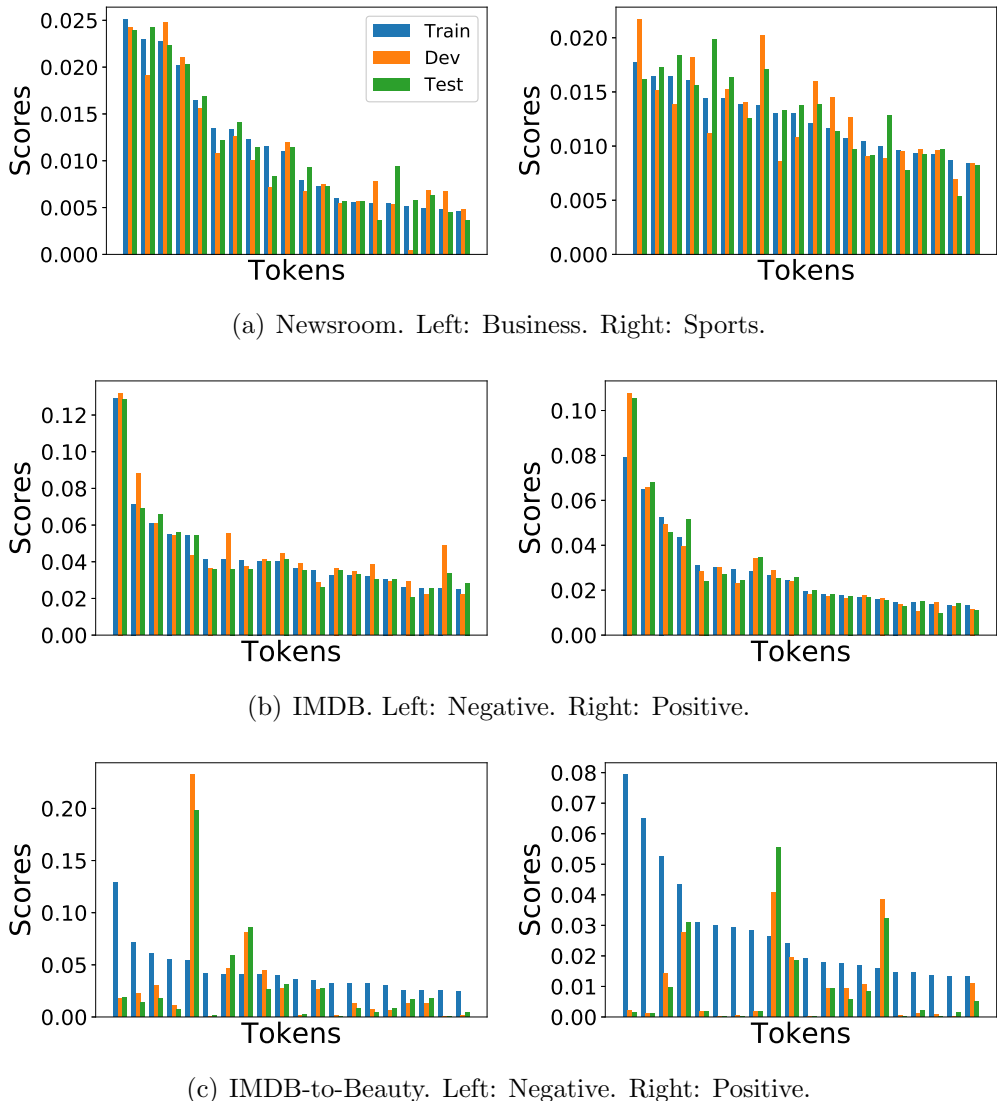 Scores
0.025
0.020
0.015
0.010
0.005
0.000
Train
Dev
Test
Tokens
Scores
0.020
0.015
0.010
0.005
0.000
Tokens
(a) Newsroom. Left: Business. Right: Sports.
Scores
0.12
0.10
0.08
0.06
0.04
0.02
0.00
Tokens
Scores
0.10
0.08
0.06
0.04
0.02
0.00
Tokens
(b) IMDB. Left: Negative. Right: Positive.
Scores
0.20
0.15
0.10
0.05
0.00
Tokens
Scores
0.08
0.07
0.06
0.05
0.04
0.03
0.02
0.01
0.00
Tokens
(c) IMDB-to-Beauty. Left: Negative. Right: Positive.